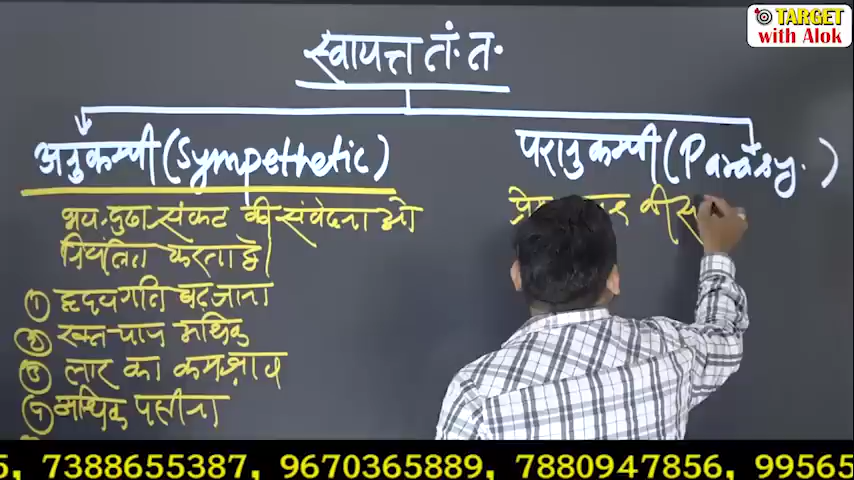 TARGET
with Alok
स्वायत्त तं. त.
अनुकम्पी (Sympethetic)
परानुकम्पी (Parasy.)
भय, युद्ध, संकट की संवेदनाओ
नियंत्रित करता है।
① हृदयगति बढ़ जाना
② रक्त चाप अधिक
③ लार का कम स्राव
④ अधिक पसीना
की
5, 7388655387, 9670365889, 7880947856, 99565